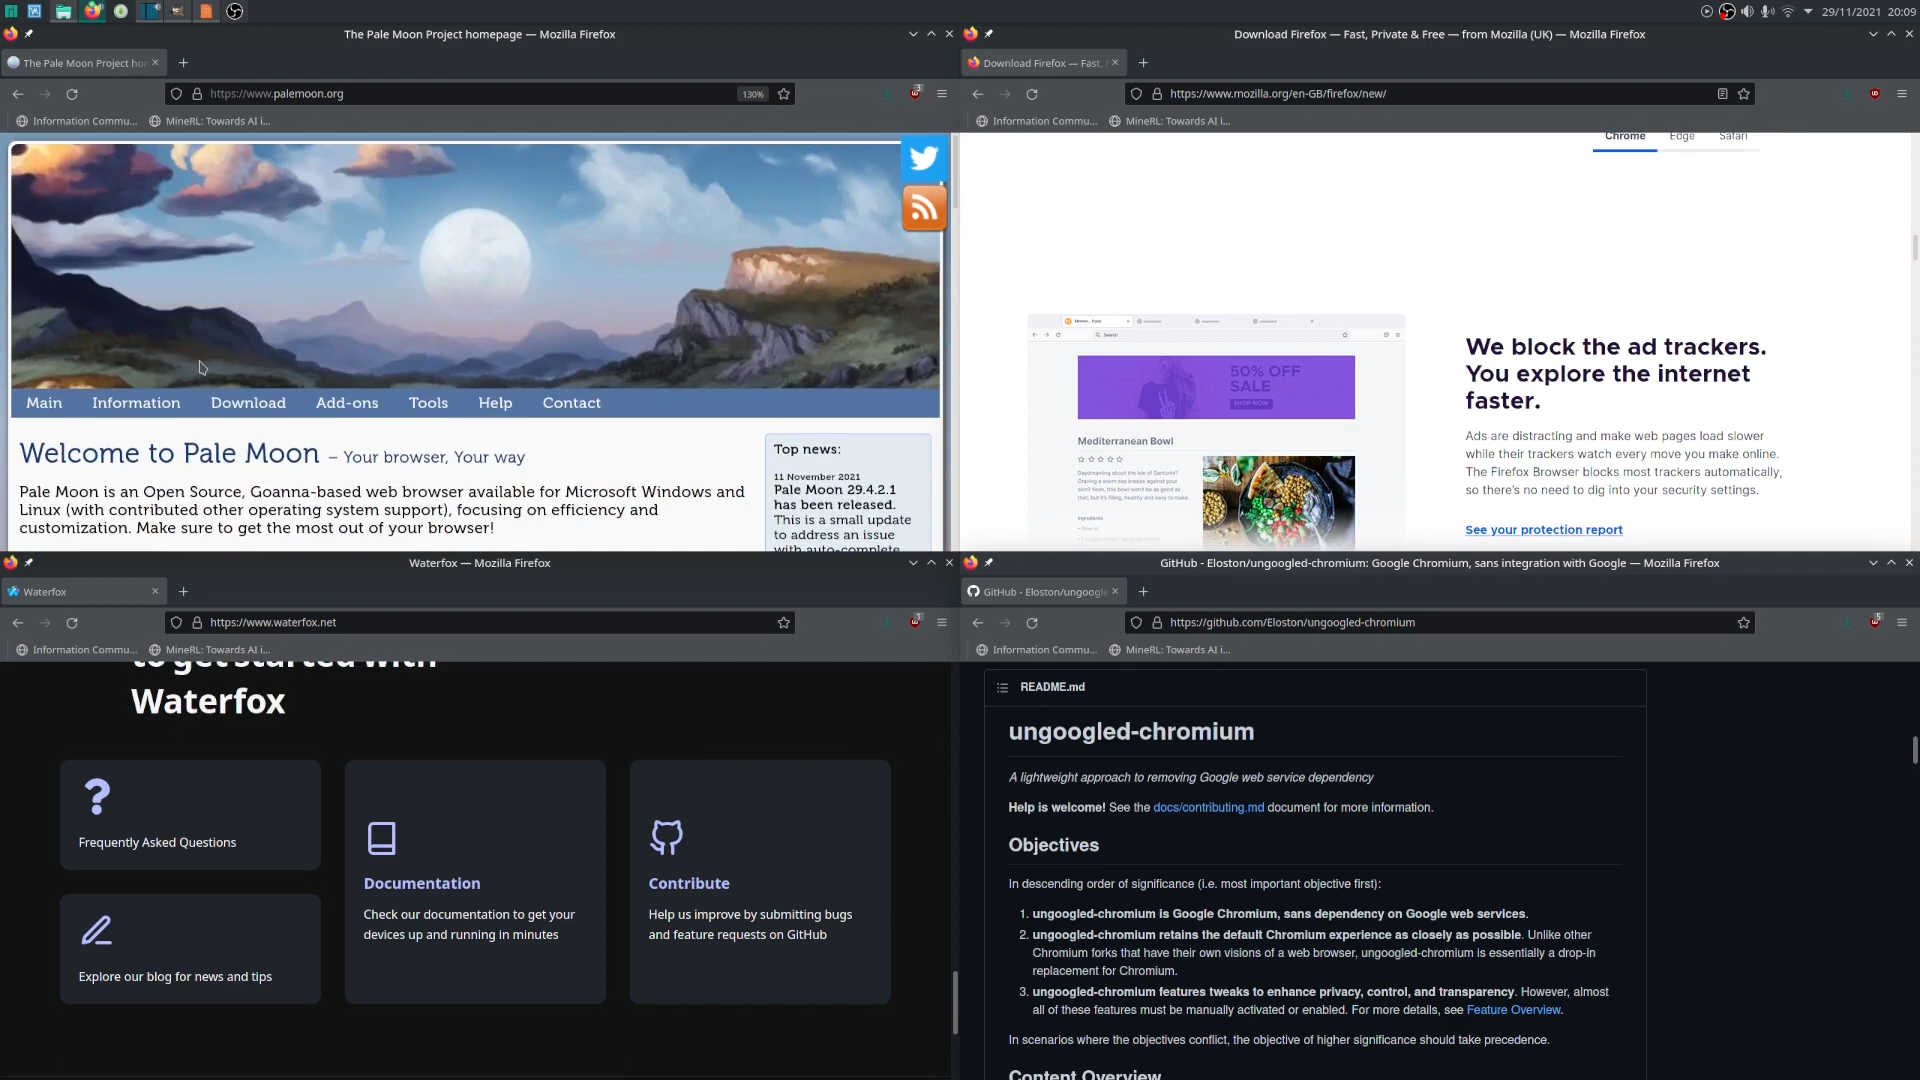 29/11/2021 20:09
The Pale Moon Project homepage — Mozilla Firefox
The Pale Moon Project hor
https://www.palemoon.org
130%
3
Information Commu...
MineRL: Towards AI i...
Main
Information
Download
Add-ons
Tools
Help
Contact
Welcome to Pale Moon – Your browser, Your way
Pale Moon is an Open Source, Goanna-based web browser available for Microsoft Windows and
Linux (with contributed other operating system support), focusing on efficiency and
customization. Make sure to get the most out of your browser!
Top news:
11 November 2021
Pale Moon 29.4.2.1
has been released.
This is a small update
to address an issue
with auto-complete
Download Firefox — Fast, Private & Free — from Mozilla (UK) — Mozilla Firefox
Download Firefox — Fast,
https://www.mozilla.org/en-GB/firefox/new/
Information Commu...
MineRL: Towards AI i...
Chrome
Edge
Safari
Search
50% OFF
SALE
SHOP NOW
Mediterranean Bowl
Daydreaming about the isle of Santorini?
Ingredients
We block the ad trackers.
You explore the internet
faster.
Ads are distracting and make web pages load slower
while their trackers watch every move you make online.
The Firefox Browser blocks most trackers automatically,
so there's no need to dig into your security settings.
See your protection report
Waterfox — Mozilla Firefox
Waterfox
https://www.waterfox.net
1
Information Commu...
MineRL: Towards AI i...
to get started with
Waterfox
Frequently Asked Questions
Explore our blog for news and tips
Documentation
Check our documentation to get your
devices up and running in minutes
Contribute
Help us improve by submitting bugs
and feature requests on GitHub
GitHub - Eloston/ungoogled-chromium: Google Chromium, sans integration with Google — Mozilla Firefox
GitHub - Eloston/ungoogle
https://github.com/Eloston/ungoogled-chromium
5
Information Commu...
MineRL: Towards AI i...
README.md
ungoogled-chromium
A lightweight approach to removing Google web service dependency
Help is welcome! See the docs/contributing.md document for more information.
Objectives
In descending order of significance (i.e. most important objective first):
1. ungoogled-chromium is Google Chromium, sans dependency on Google web services.
2. ungoogled-chromium retains the default Chromium experience as closely as possible. Unlike other
Chromium forks that have their own visions of a web browser, ungoogled-chromium is essentially a drop-in
replacement for Chromium.
3. ungoogled-chromium features tweaks to enhance privacy, control, and transparency. However, almost
all of these features must be manually activated or enabled. For more details, see Feature Overview.
In scenarios where the objectives conflict, the objective of higher significance should take precedence.
Content Overview